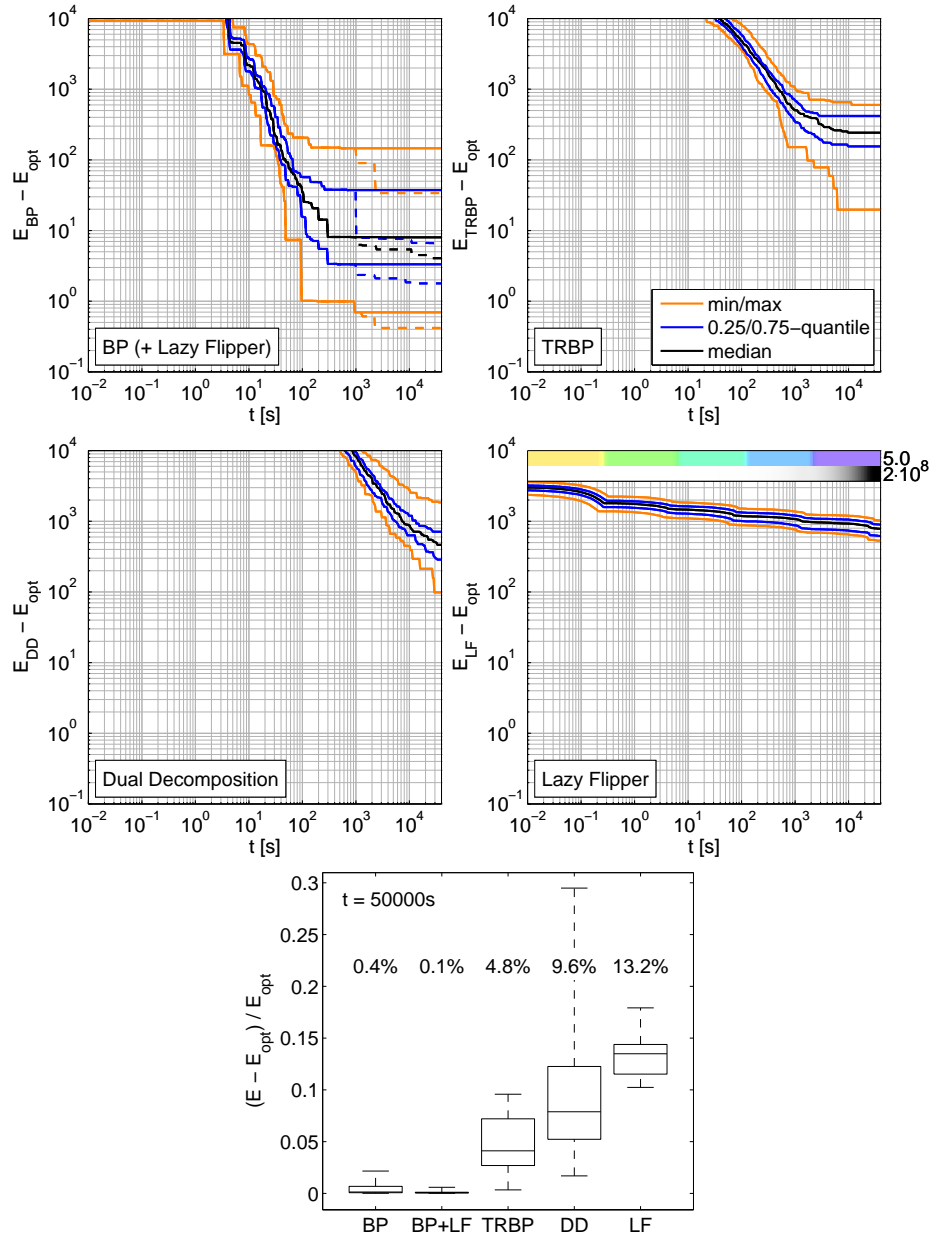 E_BP − E_opt
10^4
10^3
10^2
10^1
10^0
10^−1
BP (+ Lazy Flipper)
10^−2 10^−1 10^0 10^1 10^2 10^3 10^4
t [s]
E_TRBP − E_opt
10^4
10^3
10^2
10^1
10^0
10^−1
min/max
0.25/0.75−quantile
median
TRBP
10^−2 10^−1 10^0 10^1 10^2 10^3 10^4
t [s]
E_DD − E_opt
10^4
10^3
10^2
10^1
10^0
10^−1
Dual Decomposition
10^−2 10^−1 10^0 10^1 10^2 10^3 10^4
t [s]
E_LF − E_opt
10^4
10^3
10^2
10^1
10^0
10^−1
5.0
2·10^8
Lazy Flipper
10^−2 10^−1 10^0 10^1 10^2 10^3 10^4
t [s]
(E − E_opt) / E_opt
0.3
0.25
0.2
0.15
0.1
0.05
0
t = 50000s
0.4% 0.1% 4.8% 9.6% 13.2%
BP BP+LF TRBP DD LF